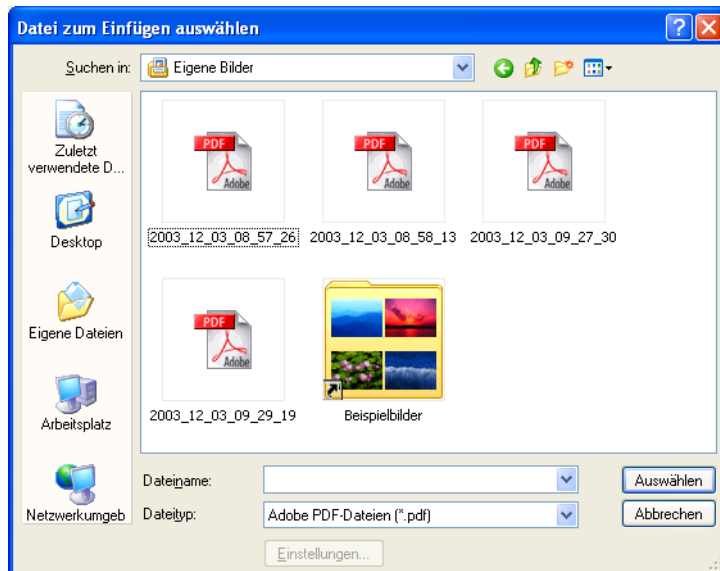 Datei zum Einfügen auswählen
Suchen in:
Eigene Bilder
Zuletzt
verwendete D...
Desktop
Eigene Dateien
Arbeitsplatz
Netzwerkumgeb
PDF
Adobe
PDF
Adobe
PDF
Adobe
2003_12_03_08_57_26
2003_12_03_08_58_13
2003_12_03_09_27_30
PDF
Adobe
2003_12_03_09_29_19
Beispielbilder
Dateiname:
Auswählen
Dateityp:
Adobe PDF-Dateien (*.pdf)
Abbrechen
Einstellungen...